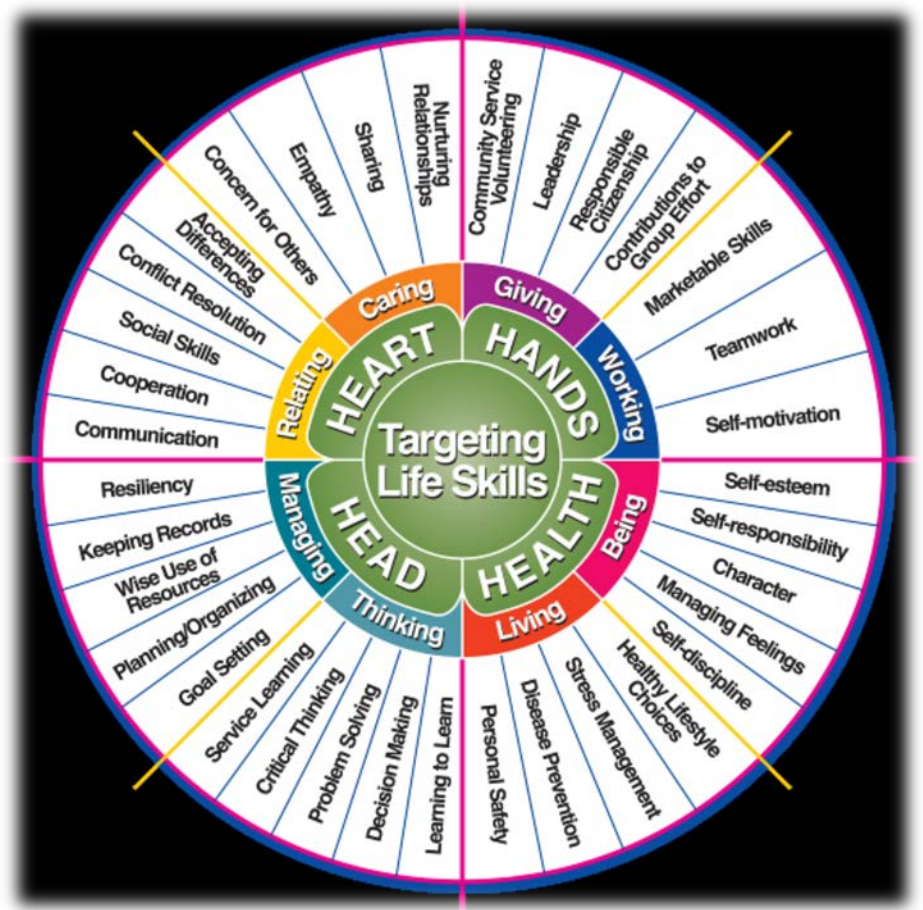 Targeting
Life Skills
HEART
Caring
Nurturing
Relationships
Sharing
Empathy
Concern for Others
Relating
Accepting
Differences
Conflict Resolution
Social Skills
Cooperation
Communication
HANDS
Giving
Community Service
Volunteering
Leadership
Responsible
Citizenship
Contributions to
Group Effort
Working
Marketable Skills
Teamwork
Self-motivation
HEALTH
Being
Self-esteem
Self-responsibility
Character
Managing Feelings
Self-discipline
Living
Healthy Lifestyle
Choices
Stress Management
Disease Prevention
Personal Safety
HEAD
Thinking
Learning to Learn
Decision Making
Problem Solving
Critical Thinking
Service Learning
Managing
Goal Setting
Planning/Organizing
Wise Use of
Resources
Keeping Records
Resiliency